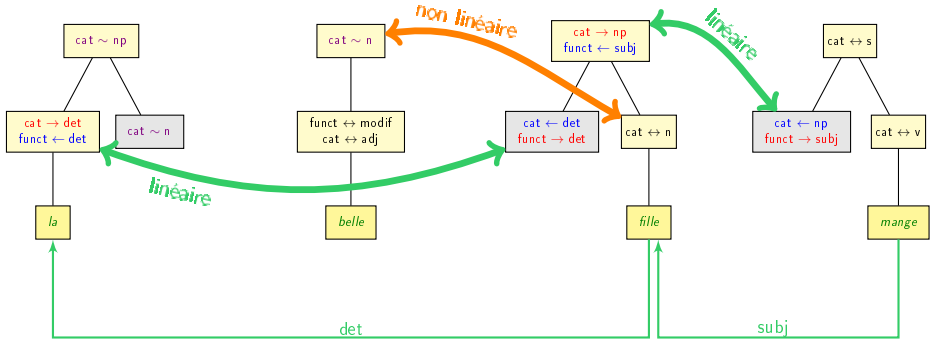 non linéaire
linéaire
cat ∼ np
cat ∼ n
cat → np
funct ← subj
cat ↔ s
cat → det
funct ← det
cat ∼ n
funct ↔ modif
cat ↔ adj
cat ← det
funct → det
cat ↔ n
cat ← np
funct → subj
cat ↔ v
linéaire
la
belle
fille
mange
det
subj